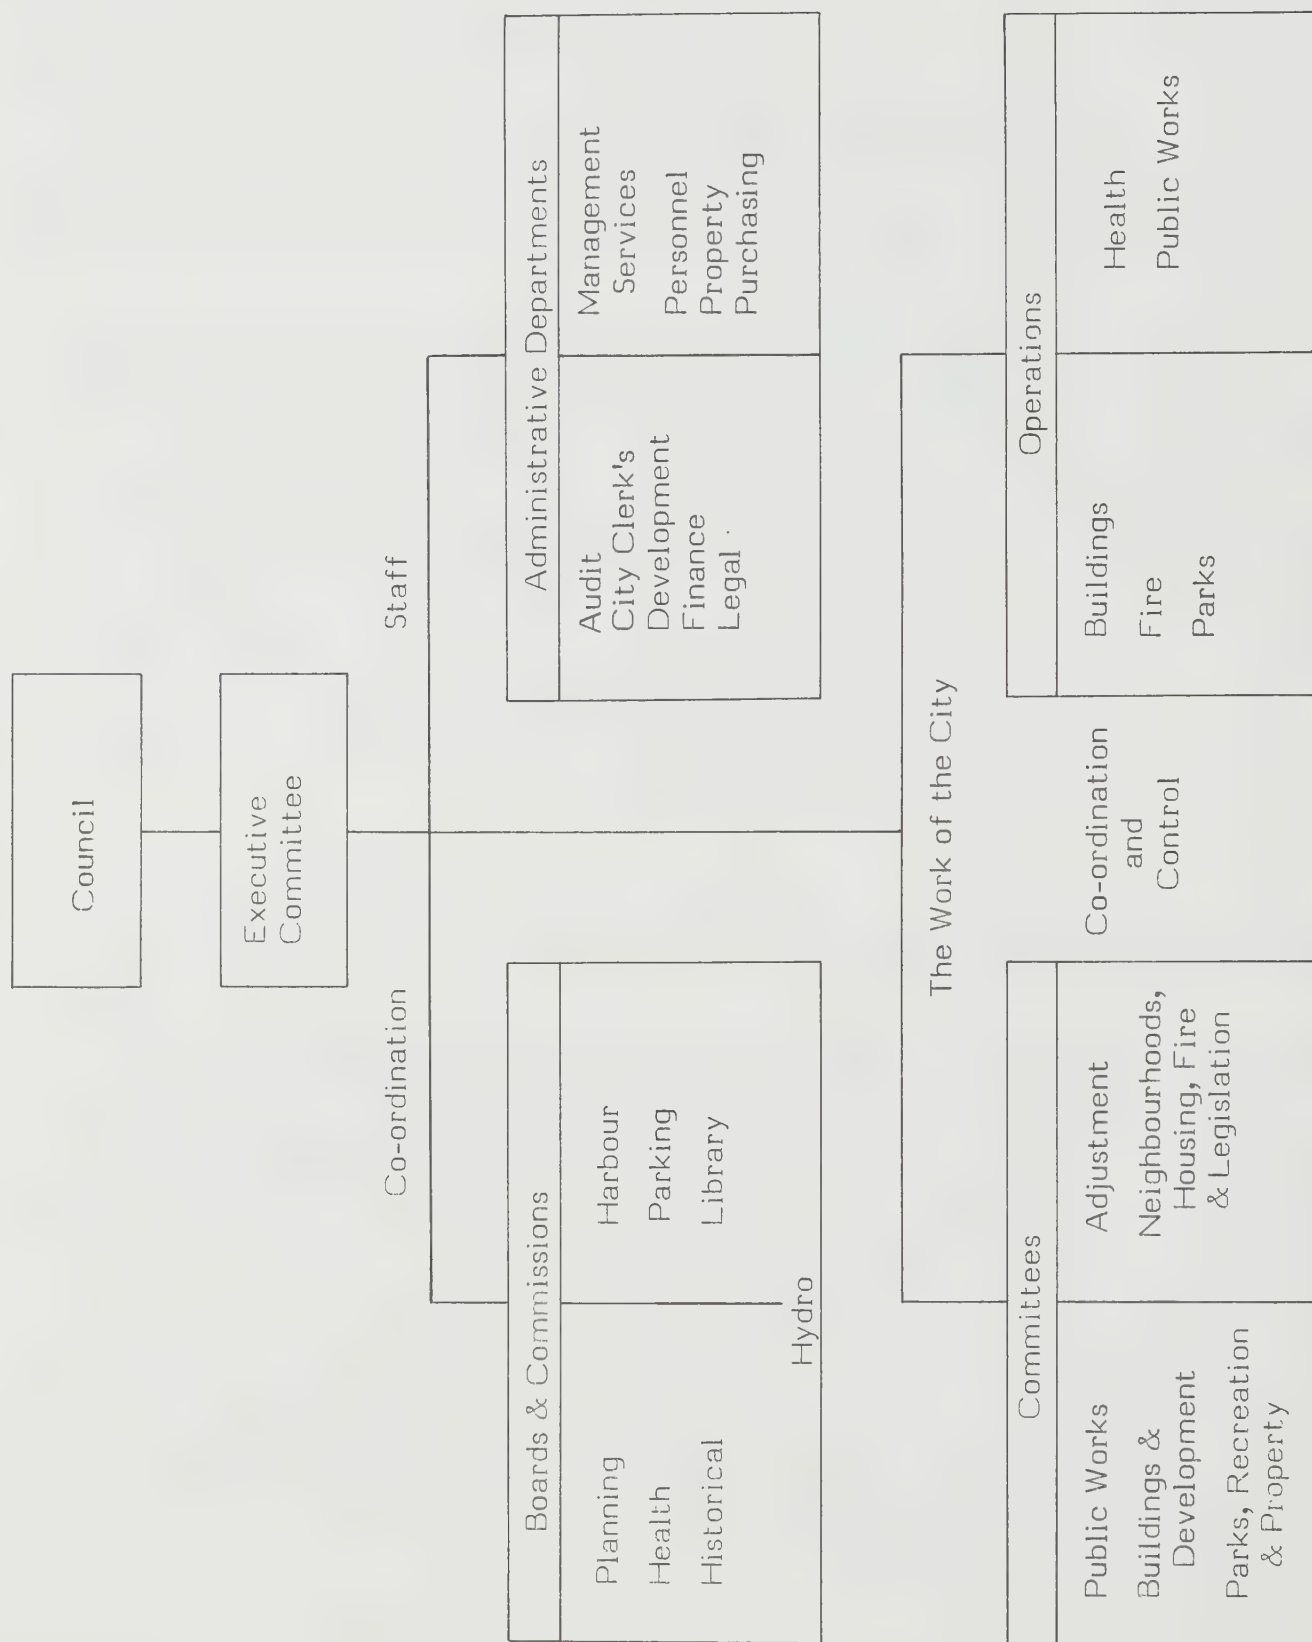 Council
Executive
Committee
Co-ordination
Staff
Boards & Commissions
Planning
Health
Historical
Harbour
Parking
Library
Hydro
Administrative Departments
Audit
City Clerk's
Development
Finance
Legal
Management
Services
Personnel
Property
Purchasing
The Work of the City
Committees
Public Works
Buildings &
Development
Parks, Recreation
& Property
Adjustment
Neighbourhoods,
Housing, Fire
& Legislation
Co-ordination
and
Control
Operations
Buildings
Fire
Parks
Health
Public Works